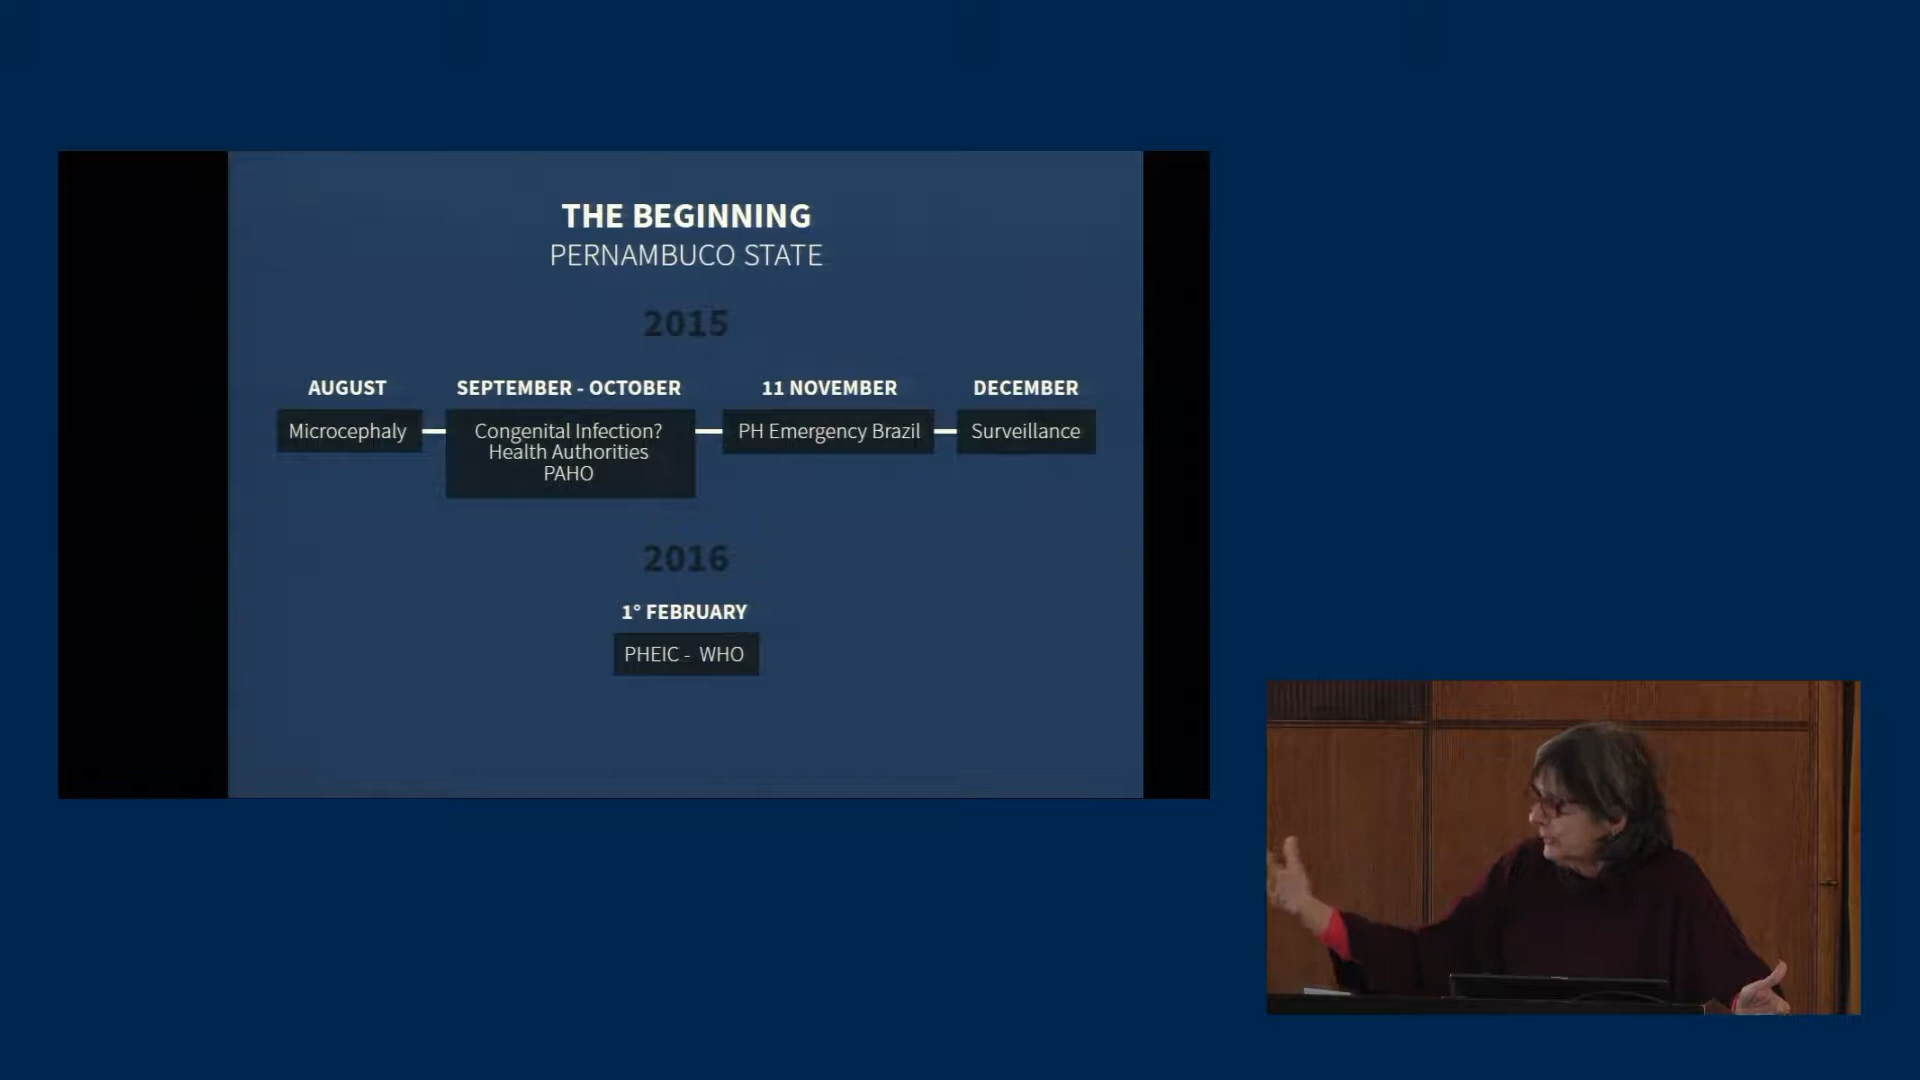 THE BEGINNING
PERNAMBUCO STATE
2015
AUGUST
Microcephaly
SEPTEMBER - OCTOBER
Congenital Infection?
Health Authorities
PAHO
11 NOVEMBER
PH Emergency Brazil
DECEMBER
Surveillance
2016
1° FEBRUARY
PHEIC - WHO